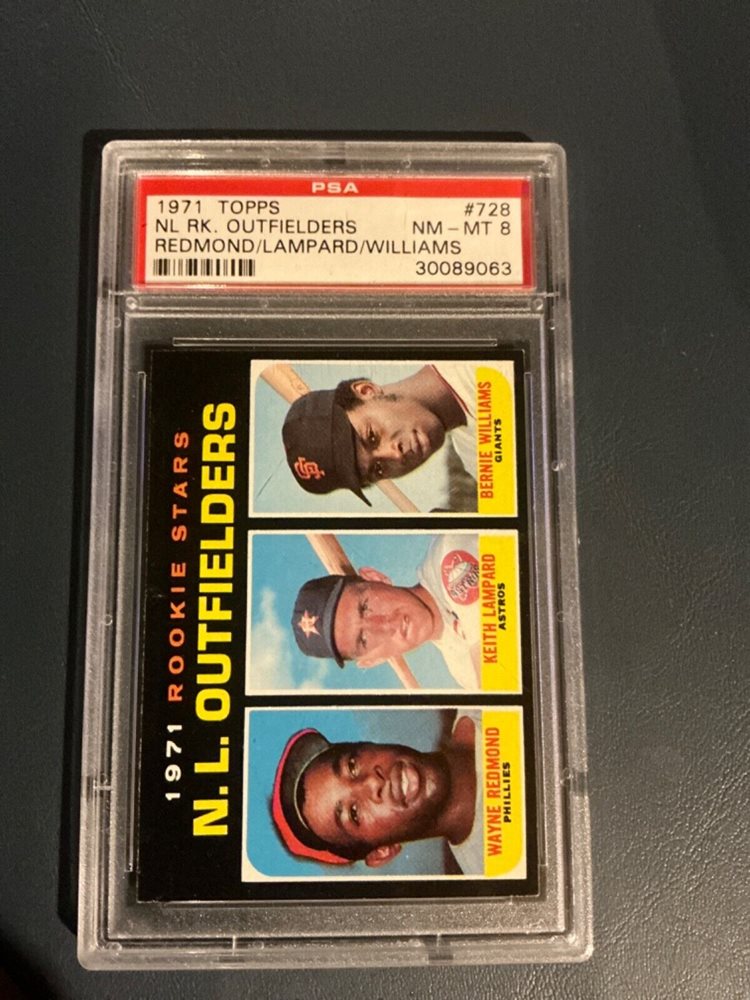 PSA
1971 TOPPS #728
NL RK. OUTFIELDERS NM - MT 8
REDMOND/LAMPARD/WILLIAMS
30089063
1971 ROOKIE STARS
N. L. OUTFIELDERS
WAYNE REDMOND
PHILLIES
KEITH LAMPARD
ASTROS
BERNIE WILLIAMS
GIANTS
SF